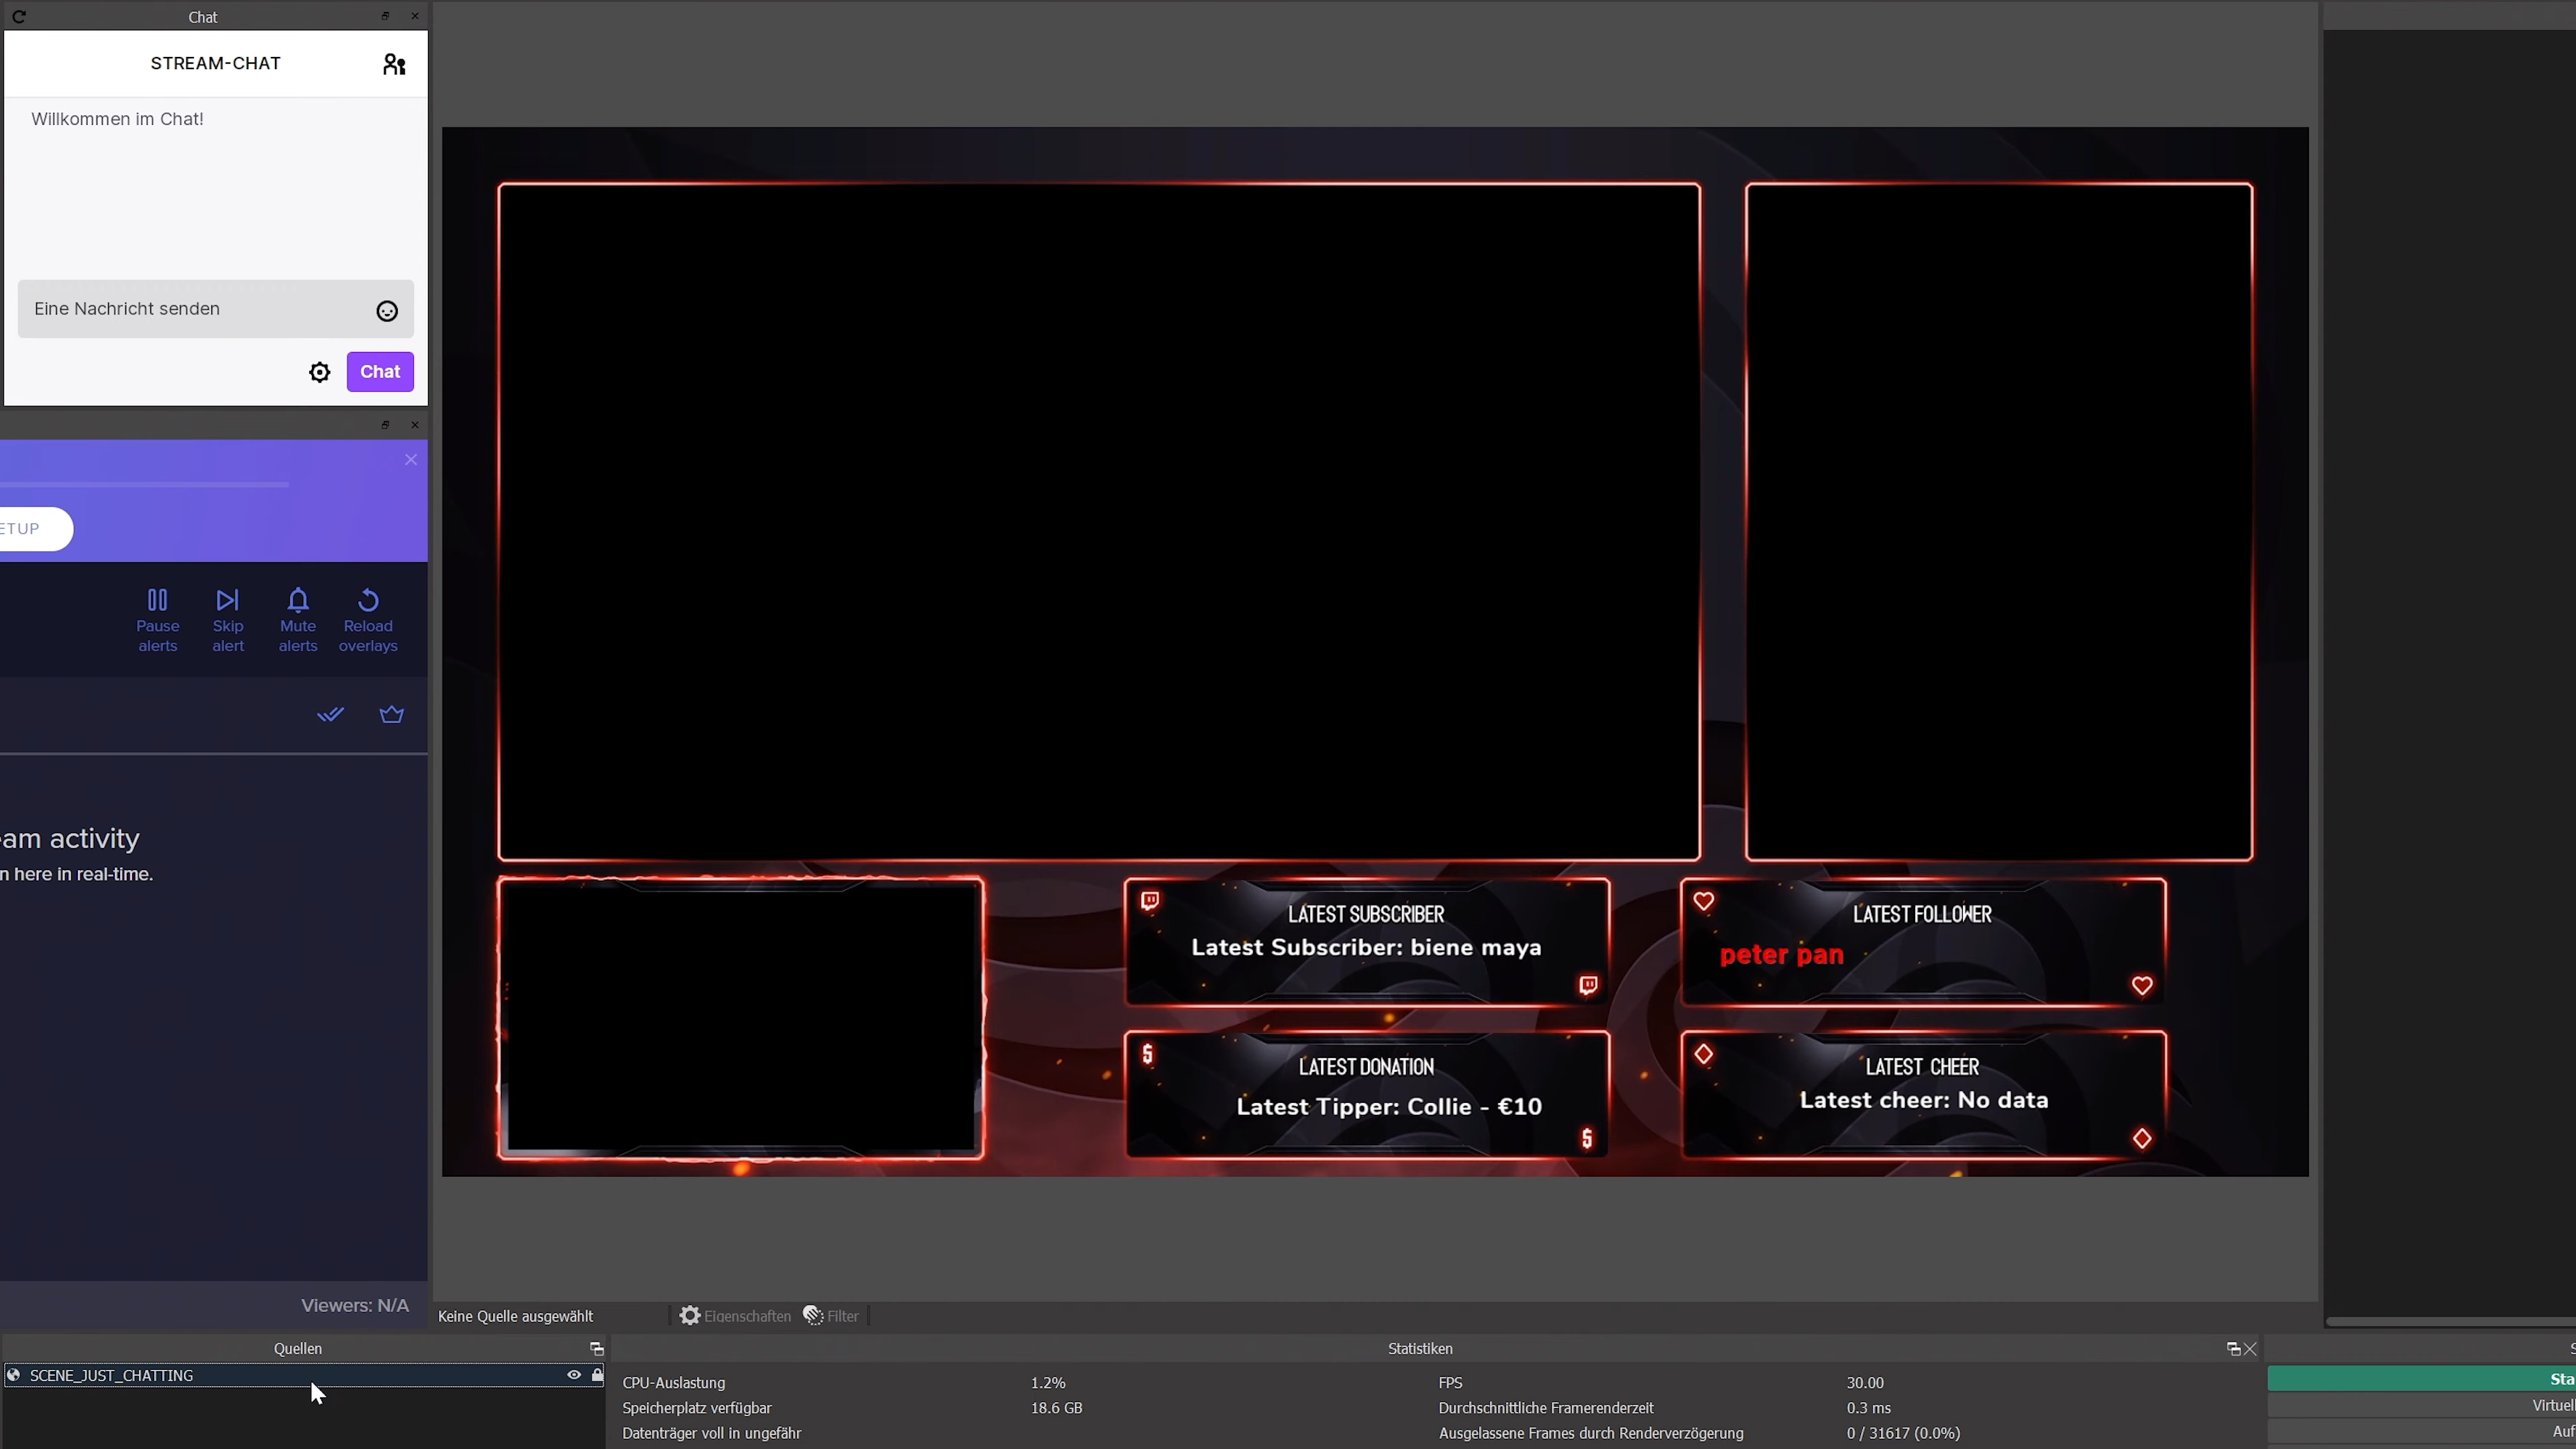 Chat
STREAM-CHAT
Willkommen im Chat!
Eine Nachricht senden
Chat
ETUP
Pause alerts
Skip alert
Mute alerts
Reload overlays
am activity
n here in real-time.
Viewers: N/A
LATEST SUBSCRIBER
Latest Subscriber: biene maya
LATEST FOLLOWER
peter pan
LATEST DONATION
Latest Tipper: Collie - €10
LATEST CHEER
Latest cheer: No data
Keine Quelle ausgewählt
Eigenschaften
Filter
Quellen
SCENE_JUST_CHATTING
Statistiken
CPU-Auslastung 1.2%
Speicherplatz verfügbar 18.6 GB
Datenträger voll in ungefähr
FPS 30.00
Durchschnittliche Framerenderzeit 0.3 ms
Ausgelassene Frames durch Renderverzögerung 0 / 31617 (0.0%)
S
Sta
Virtuel
Auf